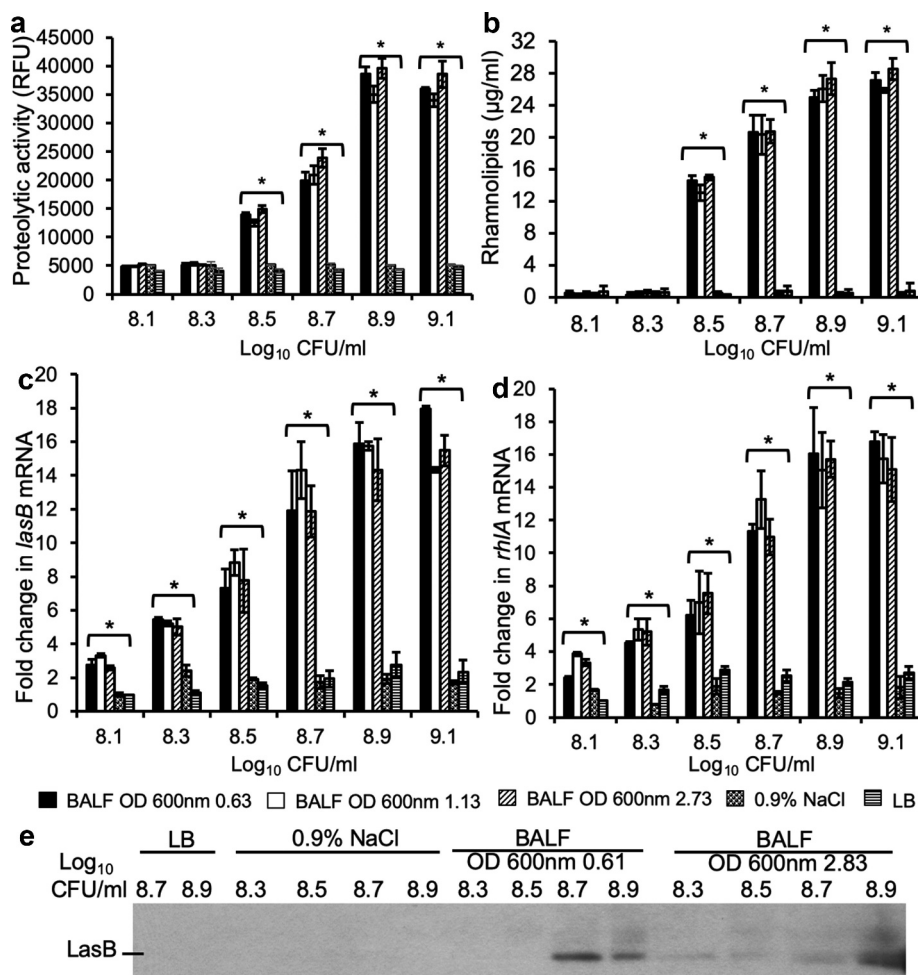 a
Proteolytic activity (RFU)
45000
40000
35000
30000
25000
20000
15000
10000
5000
0
* * * *
8.1 8.3 8.5 8.7 8.9 9.1
Log10 CFU/ml
b
Rhamnolipids (µg/ml)
32
28
24
20
16
12
8
4
0
* * * *
8.1 8.3 8.5 8.7 8.9 9.1
Log10 CFU/ml
c
Fold change in lasB mRNA
20
18
16
14
12
10
8
6
4
2
0
* * * * * *
8.1 8.3 8.5 8.7 8.9 9.1
Log10 CFU/ml
d
Fold change in rhlA mRNA
20
18
16
14
12
10
8
6
4
2
0
* * * * * *
8.1 8.3 8.5 8.7 8.9 9.1
Log10 CFU/ml
BALF OD 600nm 0.63 BALF OD 600nm 1.13 BALF OD 600nm 2.73 0.9% NaCl LB
e
LB 0.9% NaCl BALF BALF
Log10 OD 600nm 0.61 OD 600nm 2.83
CFU/ml 8.7 8.9 8.3 8.5 8.7 8.9 8.3 8.5 8.7 8.9 8.3 8.5 8.7 8.9
LasB